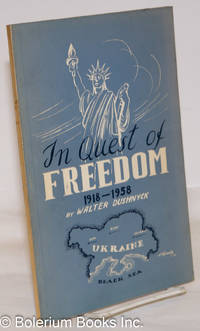 In Quest of
FREEDOM
1918-1958
BY WALTER DUSHNYCK
UKRAINE
BLACK SEA
© Bolerium Books Inc.